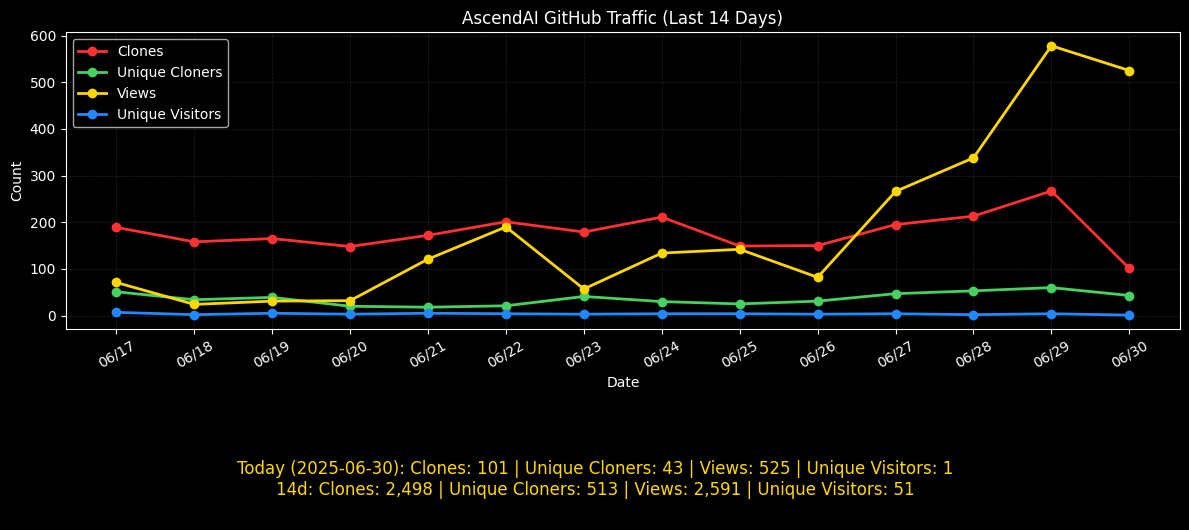 AscendAI GitHub Traffic (Last 14 Days)
Clones
Unique Cloners
Views
Unique Visitors
Count
600
500
400
300
200
100
0
06/17 06/18 06/19 06/20 06/21 06/22 06/23 06/24 06/25 06/26 06/27 06/28 06/29 06/30
Date
Today (2025-06-30): Clones: 101 | Unique Cloners: 43 | Views: 525 | Unique Visitors: 1
14d: Clones: 2,498 | Unique Cloners: 513 | Views: 2,591 | Unique Visitors: 51